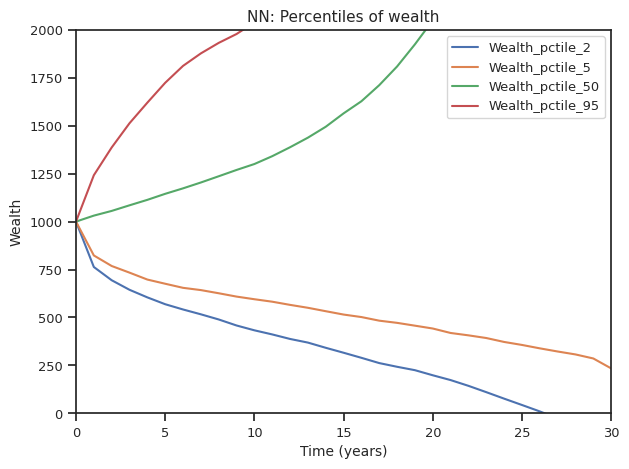 NN: Percentiles of wealth
Wealth_pctile_2
Wealth_pctile_5
Wealth_pctile_50
Wealth_pctile_95
Wealth
2000
1750
1500
1250
1000
750
500
250
0
0 5 10 15 20 25 30
Time (years)